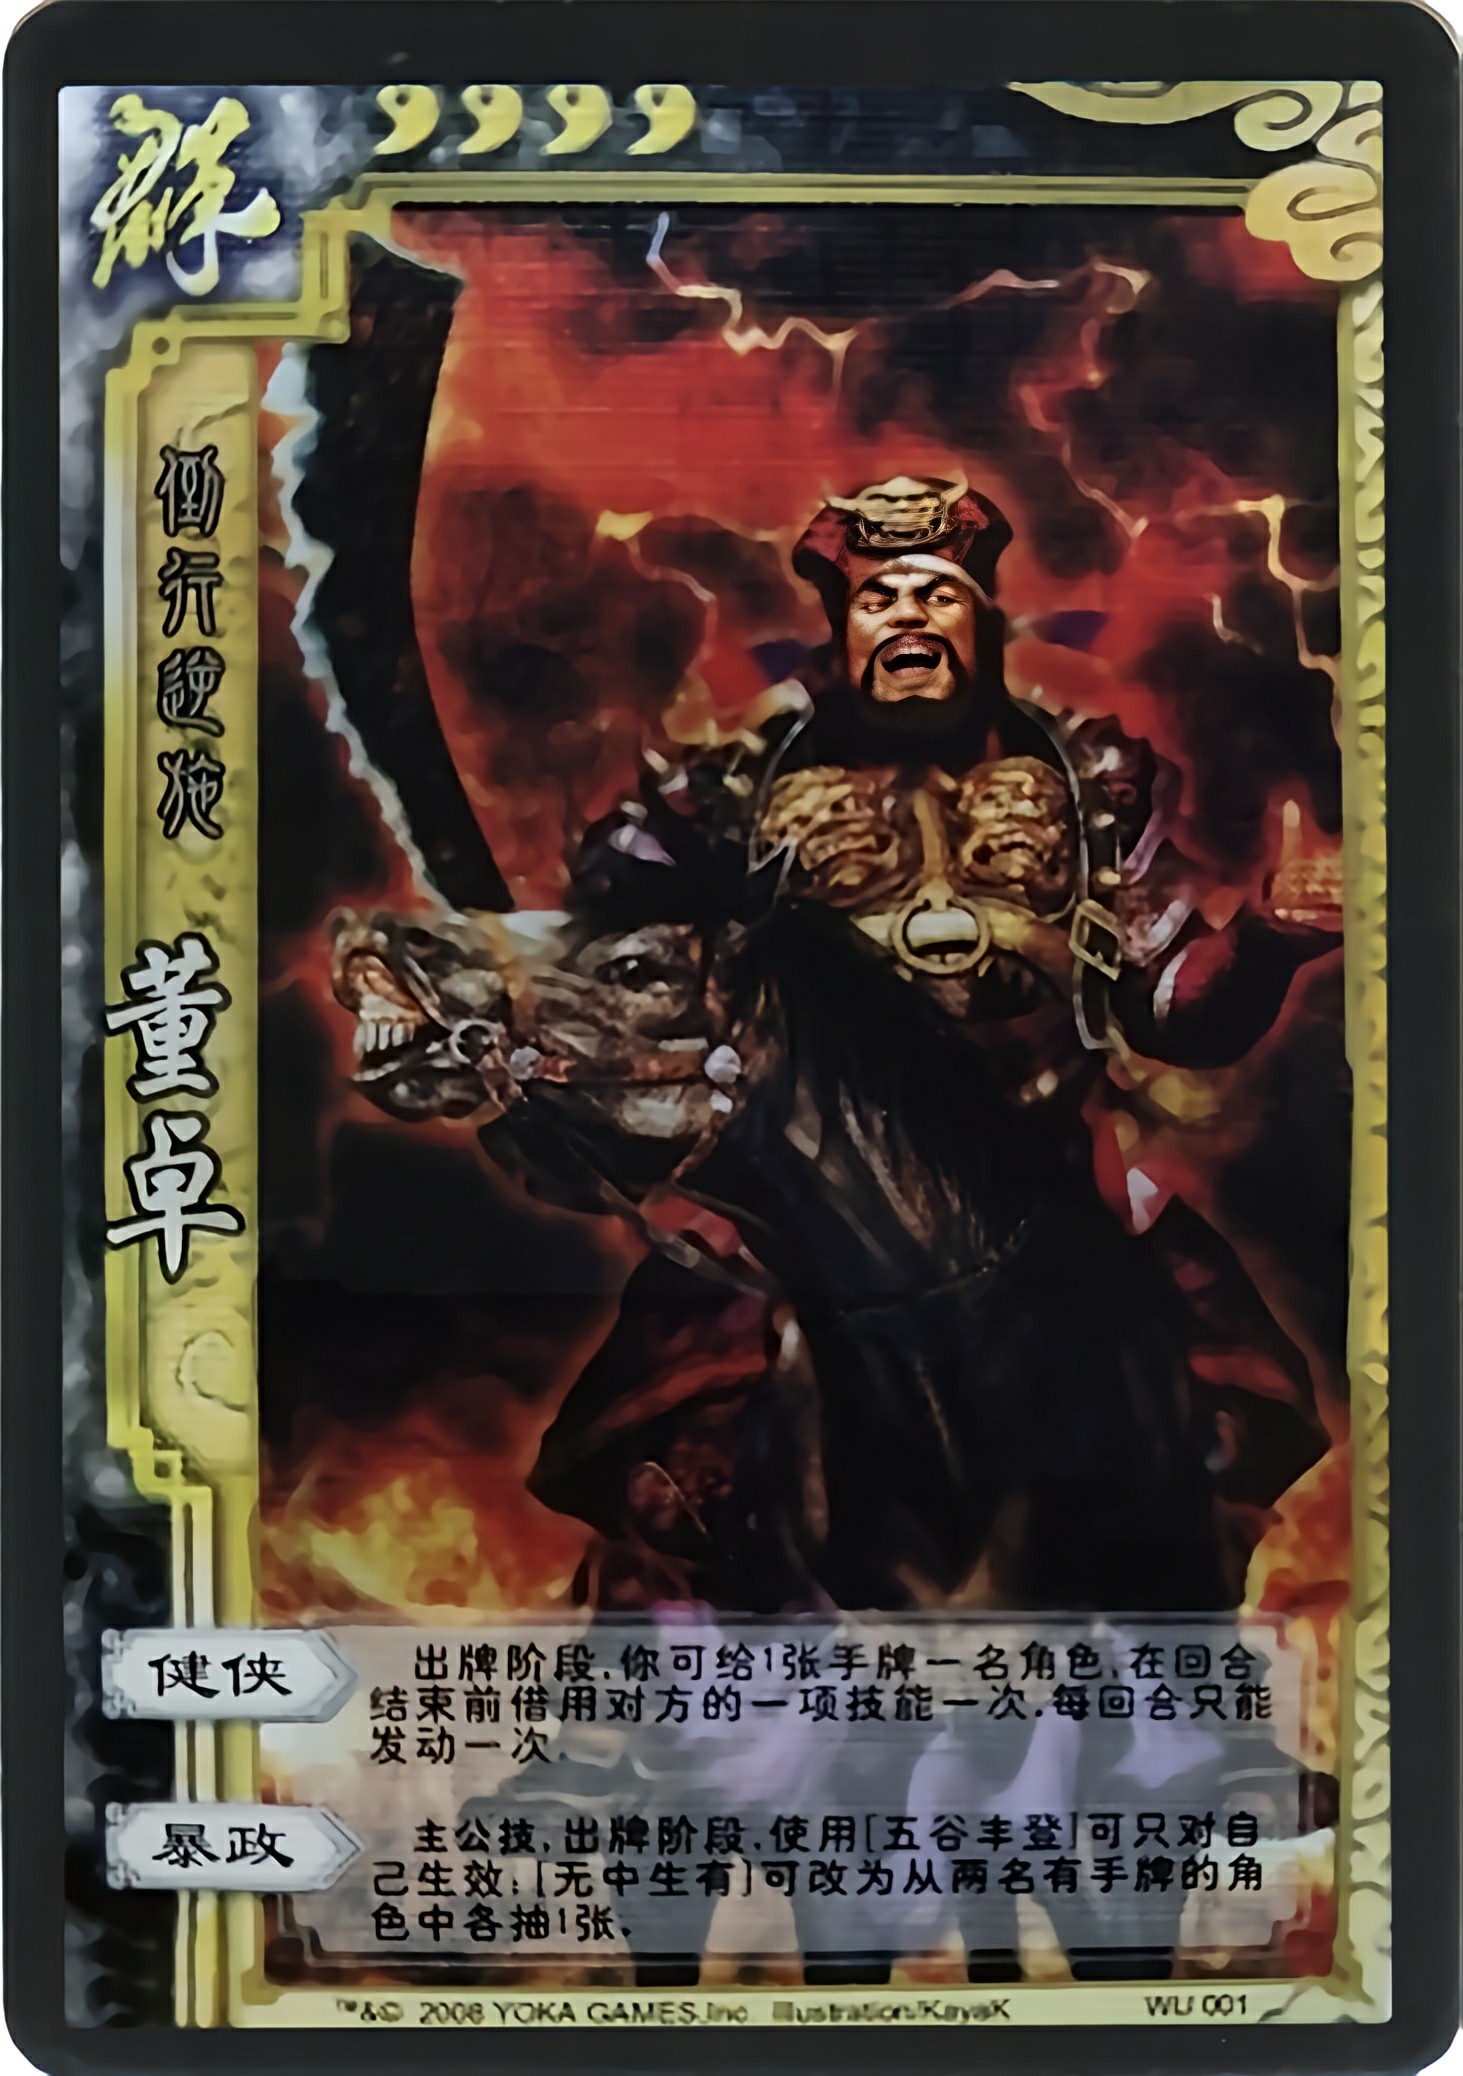 群
倒行逆施
董卓
健侠
出牌阶段,你可给1张手牌一名角色,在回合
结束前借用对方的一项技能一次,每回合只能
发动一次.
暴政
主公技,出牌阶段,使用[五谷丰登]可只对自
己生效;[无中生有]可改为从两名有手牌的角
色中各抽1张.
™&© 2008 YOKA GAMES.Inc Illustration/KayaK
WU 001